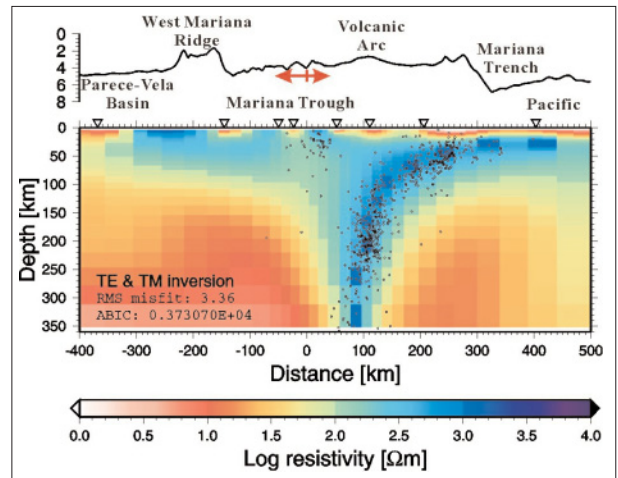 West Mariana
Ridge
Volcanic
Arc
Mariana
Trench
0
2
4
6
8
Parece-Vela
Basin
Mariana Trough
Pacific
0
50
100
150
200
250
300
350
Depth [km]
TE & TM inversion
RMS misfit: 3.36
ABIC: 0.373070E+04
-400 -300 -200 -100 0 100 200 300 400 500
Distance [km]
0.0 0.5 1.0 1.5 2.0 2.5 3.0 3.5 4.0
Log resistivity [Ωm]